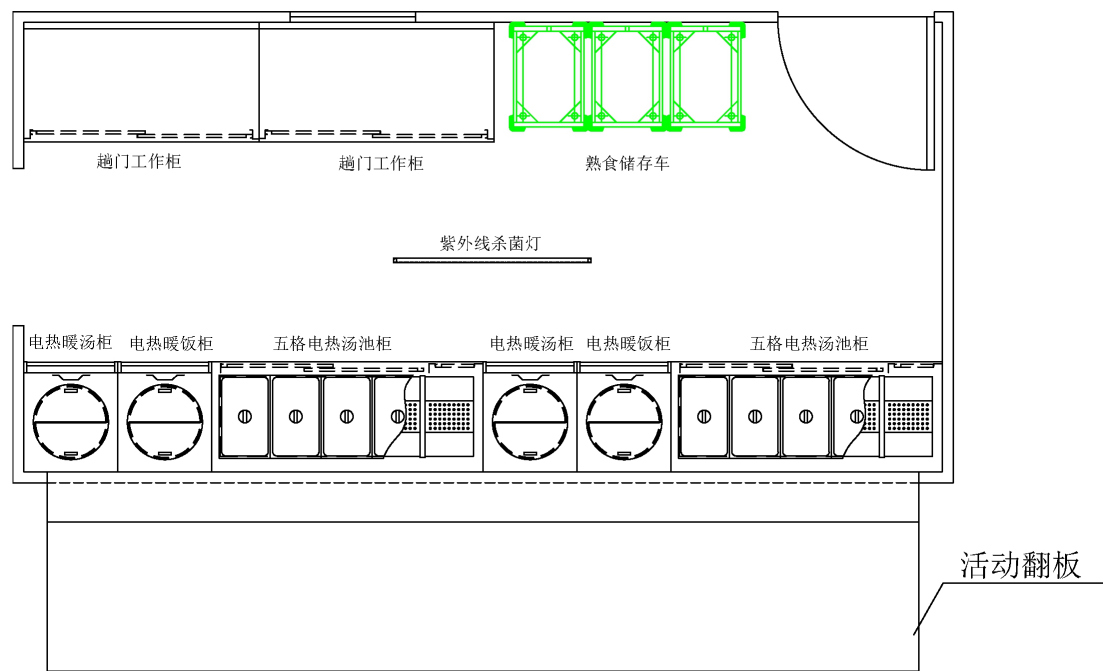 趟门工作柜
趟门工作柜
熟食储存车
紫外线杀菌灯
电热暖汤柜
电热暖饭柜
五格电热汤池柜
电热暖汤柜
电热暖饭柜
五格电热汤池柜
活动翻板